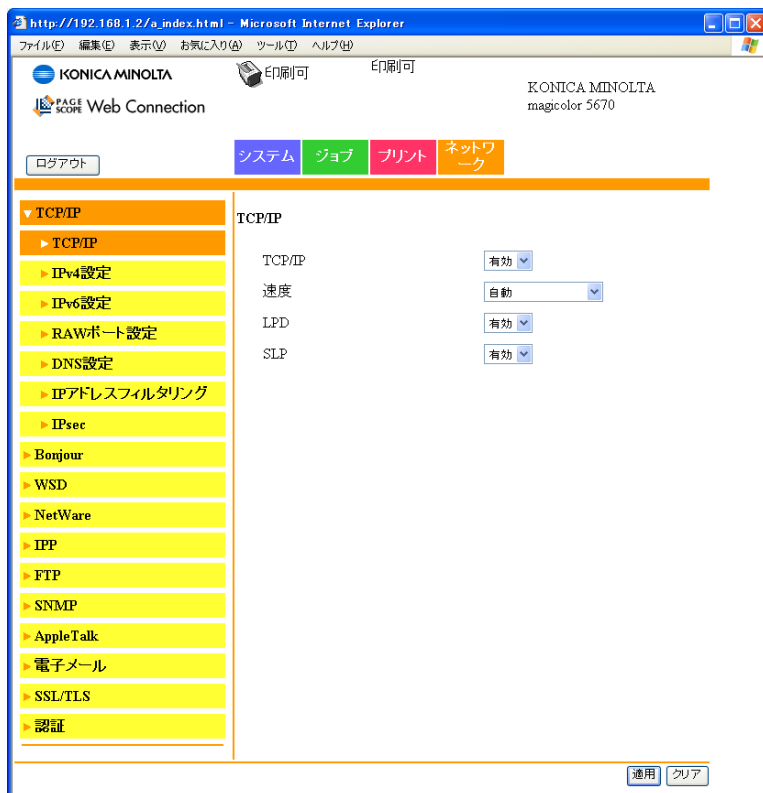 http://192.168.1.2/a_index.html - Microsoft Internet Explorer
ファイル(F) 編集(E) 表示(V) お気に入り(A) ツール(T) ヘルプ(H)
KONICA MINOLTA
印刷可
印刷可
KONICA MINOLTA
magicolor 5670
PAGE SCOPE Web Connection
ログアウト
システム
ジョブ
プリント
ネットワ
ーク
TCP/IP
TCP/IP
IPv4設定
IPv6設定
RAWポート設定
DNS設定
IPアドレスフィルタリング
IPsec
Bonjour
WSD
NetWare
IPP
FTP
SNMP
AppleTalk
電子メール
SSL/TLS
認証
TCP/IP
TCP/IP 有効
速度 自動
LPD 有効
SLP 有効
適用 クリア